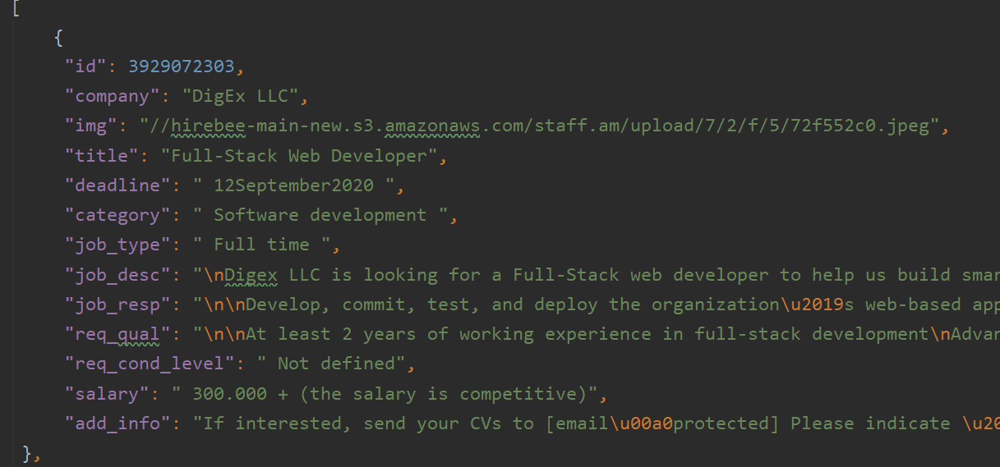 [
{
"id": 3929072303,
"company": "DigEx LLC",
"img": "//hirebee-main-new.s3.amazonaws.com/staff.am/upload/7/2/f/5/72f552c0.jpeg",
"title": "Full-Stack Web Developer",
"deadline": " 12September2020 ",
"category": " Software development ",
"job_type": " Full time ",
"job_desc": "\nDigex LLC is looking for a Full-Stack web developer to help us build smar
"job_resp": "\n\nDevelop, commit, test, and deploy the organization\u2019s web-based app
"req_qual": "\n\nAt least 2 years of working experience in full-stack development\nAdvan
"req_cond_level": " Not defined",
"salary": " 300.000 + (the salary is competitive)",
"add_info": "If interested, send your CVs to [email\u00a0protected] Please indicate \u20
},